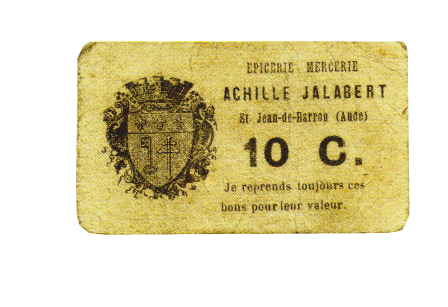 EPICERIE MERCERIE
ACHILLE JALABERT
St. Jean-de-Barrou (Aude)
10 C.
Je reprends toujours ces
bons pour leur valeur.